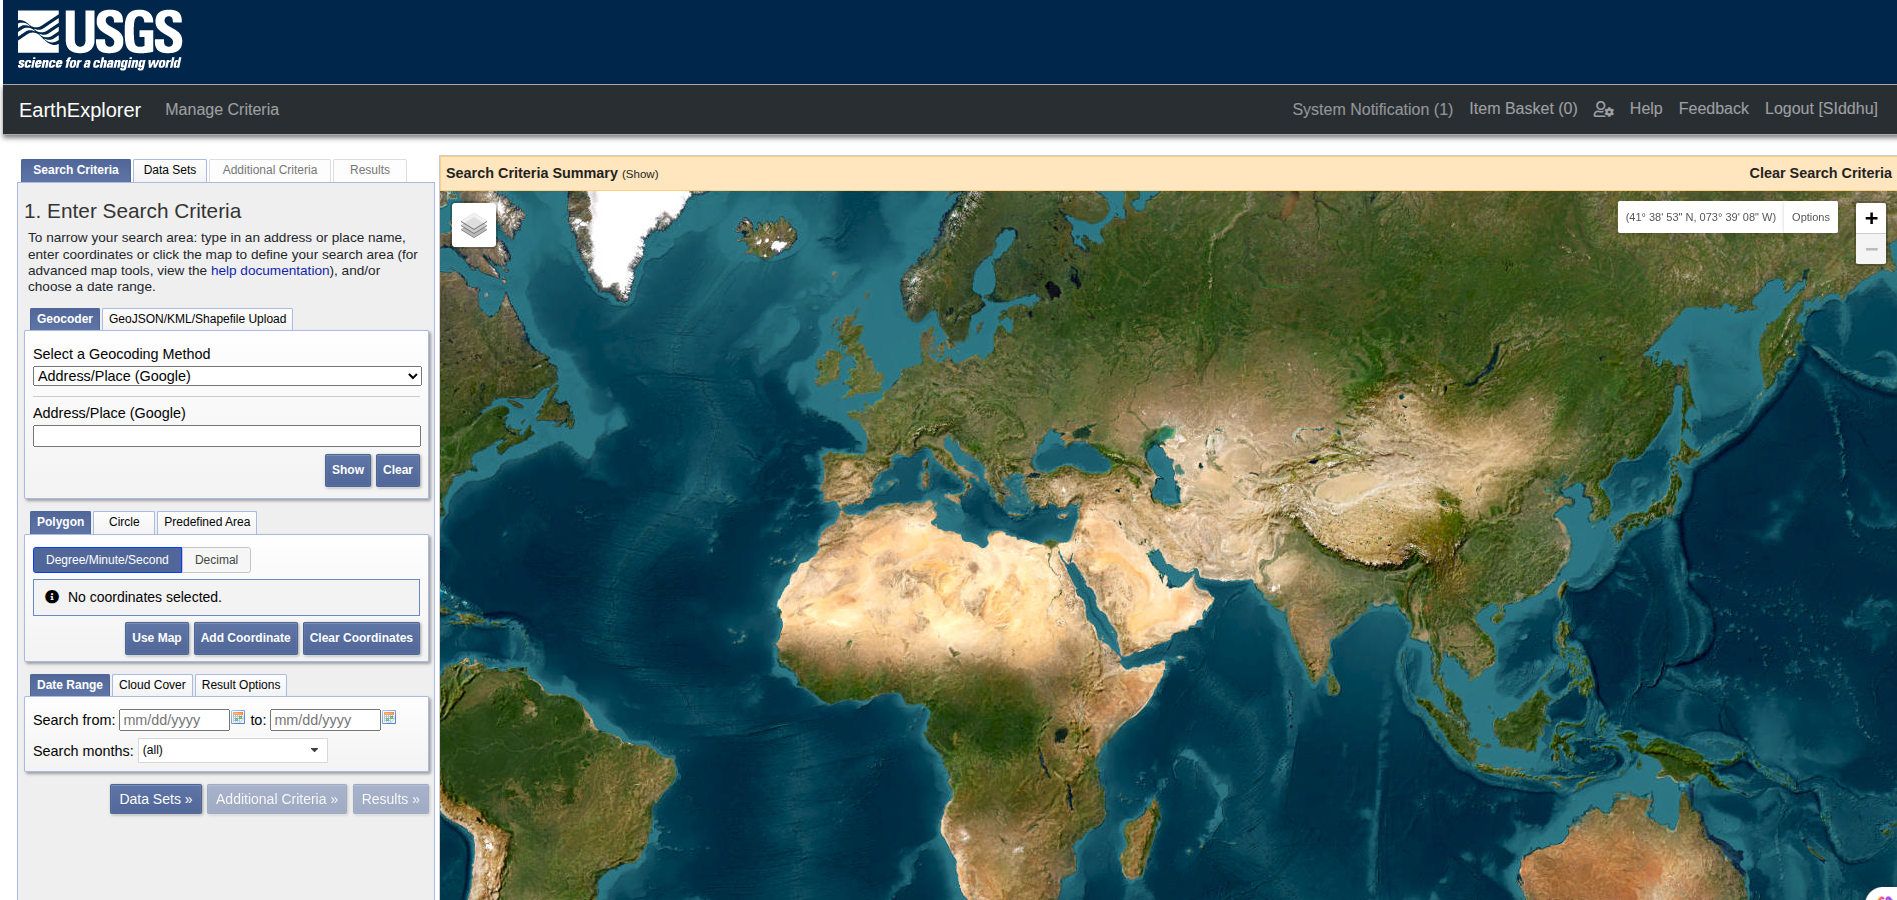 USGS
science for a changing world
EarthExplorer Manage Criteria System Notification (1) Item Basket (0) Help Feedback Logout [SIddhu]
Search Criteria Data Sets Additional Criteria Results
Search Criteria Summary (Show) Clear Search Criteria
(41° 38' 53" N, 073° 39' 08" W) Options
+
−
1. Enter Search Criteria
To narrow your search area: type in an address or place name,
enter coordinates or click the map to define your search area (for
advanced map tools, view the help documentation), and/or
choose a date range.
Geocoder GeoJSON/KML/Shapefile Upload
Select a Geocoding Method
Address/Place (Google)
Address/Place (Google)
Show Clear
Polygon Circle Predefined Area
Degree/Minute/Second Decimal
No coordinates selected.
Use Map Add Coordinate Clear Coordinates
Date Range Cloud Cover Result Options
Search from: mm/dd/yyyy to: mm/dd/yyyy
Search months: (all)
Data Sets » Additional Criteria » Results »